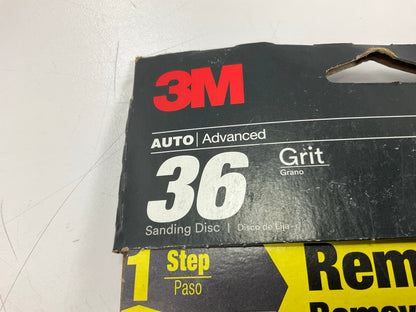 3M
AUTO | Advanced
36 Grit
Grano
Sanding Disc | Disco de Lija
1 Step
Paso
Rem